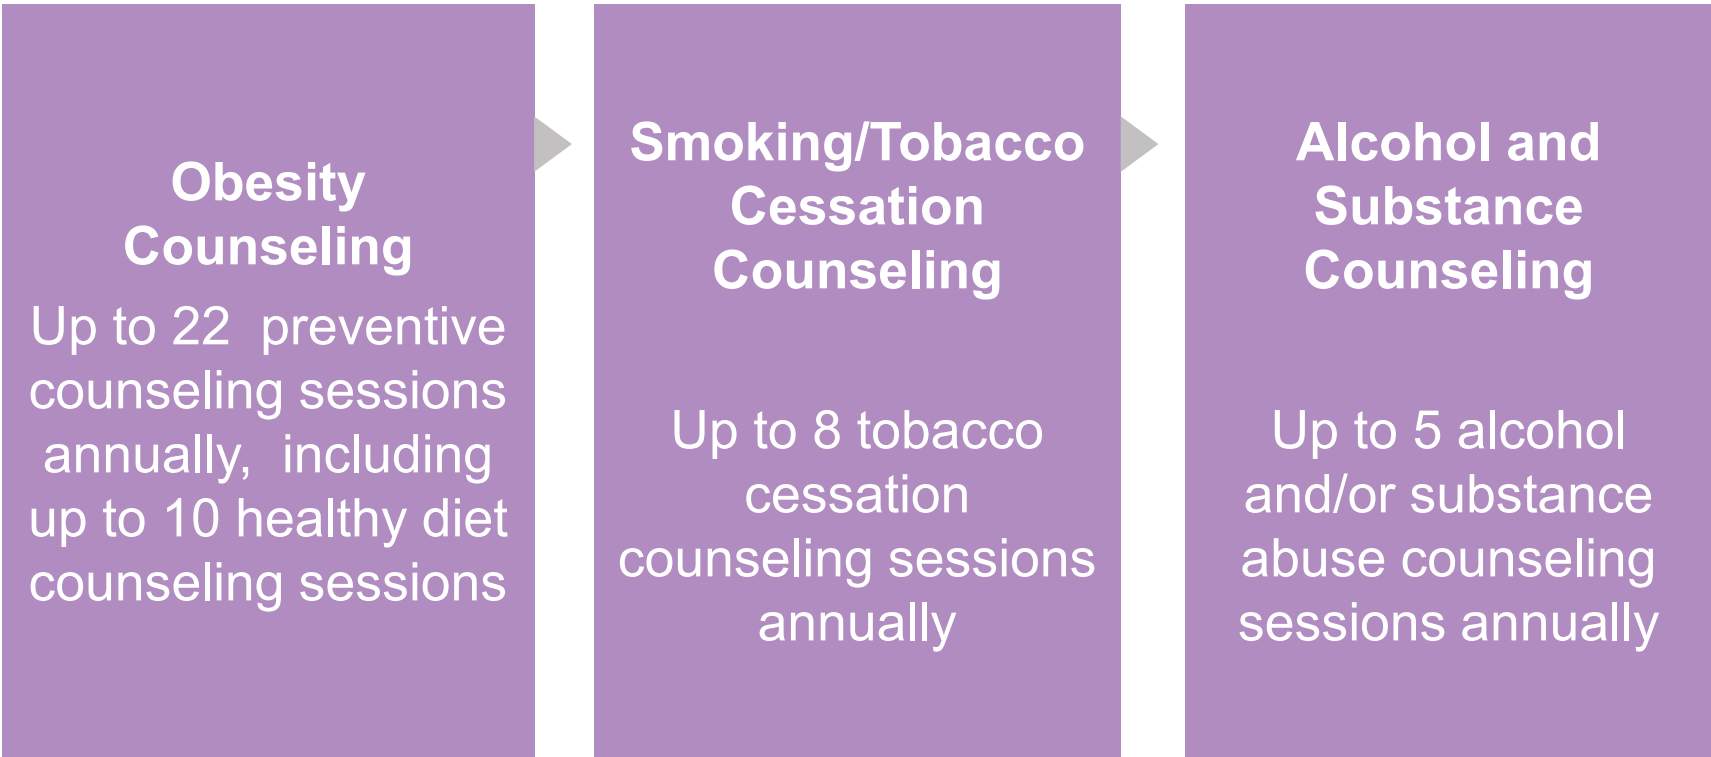 Obesity
Counseling
Up to 22  preventive
counseling sessions
annually,  including
up to 10 healthy diet
counseling sessions
Smoking/Tobacco
Cessation
Counseling
Up to 8 tobacco
cessation
counseling sessions
annually
Alcohol and
Substance
Counseling
Up to 5 alcohol
and/or substance
abuse counseling
sessions annually